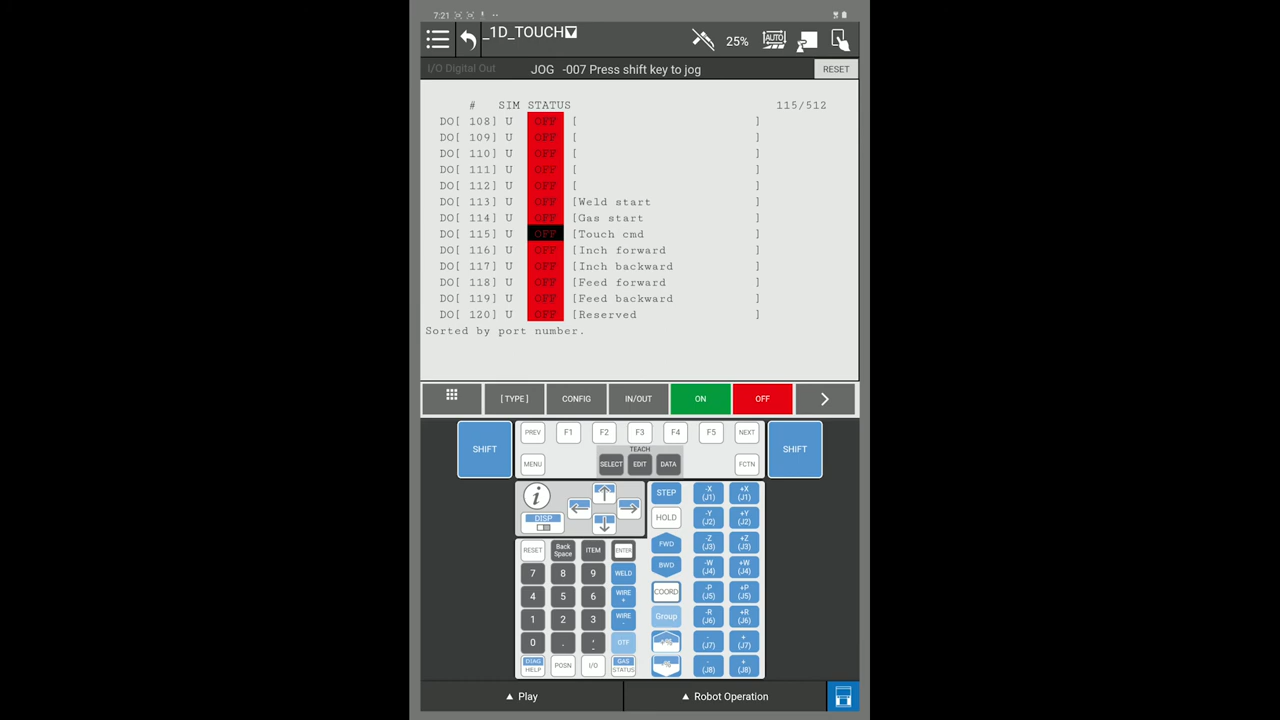 7:21
_1D_TOUCH
25%
AUTO
I/O Digital Out
JOG -007 Press shift key to jog
RESET
# SIM STATUS 115/512
DO[ 108] U OFF [ ]
DO[ 109] U OFF [ ]
DO[ 110] U OFF [ ]
DO[ 111] U OFF [ ]
DO[ 112] U OFF [ ]
DO[ 113] U OFF [Weld start ]
DO[ 114] U OFF [Gas start ]
DO[ 115] U OFF [Touch cmd ]
DO[ 116] U OFF [Inch forward ]
DO[ 117] U OFF [Inch backward ]
DO[ 118] U OFF [Feed forward ]
DO[ 119] U OFF [Feed backward ]
DO[ 120] U OFF [Reserved ]
Sorted by port number.
[ TYPE ] CONFIG IN/OUT ON OFF >
SHIFT
PREV F1 F2 F3 F4 F5 NEXT
TEACH
MENU SELECT EDIT DATA FCTN
SHIFT
i
DISP
RESET Back Space ITEM ENTER
7 8 9 WELD
4 5 6 WIRE +
1 2 3 WIRE -
0 . , OTF
DIAG HELP POSN I/O GAS STATUS
STEP
HOLD
FWD
BWD
COORD
Group
+%
-%
-X (J1) +X (J1)
-Y (J2) +Y (J2)
-Z (J3) +Z (J3)
-W (J4) +W (J4)
-P (J5) +P (J5)
-R (J6) +R (J6)
- (J7) + (J7)
- (J8) + (J8)
▲ Play
▲ Robot Operation